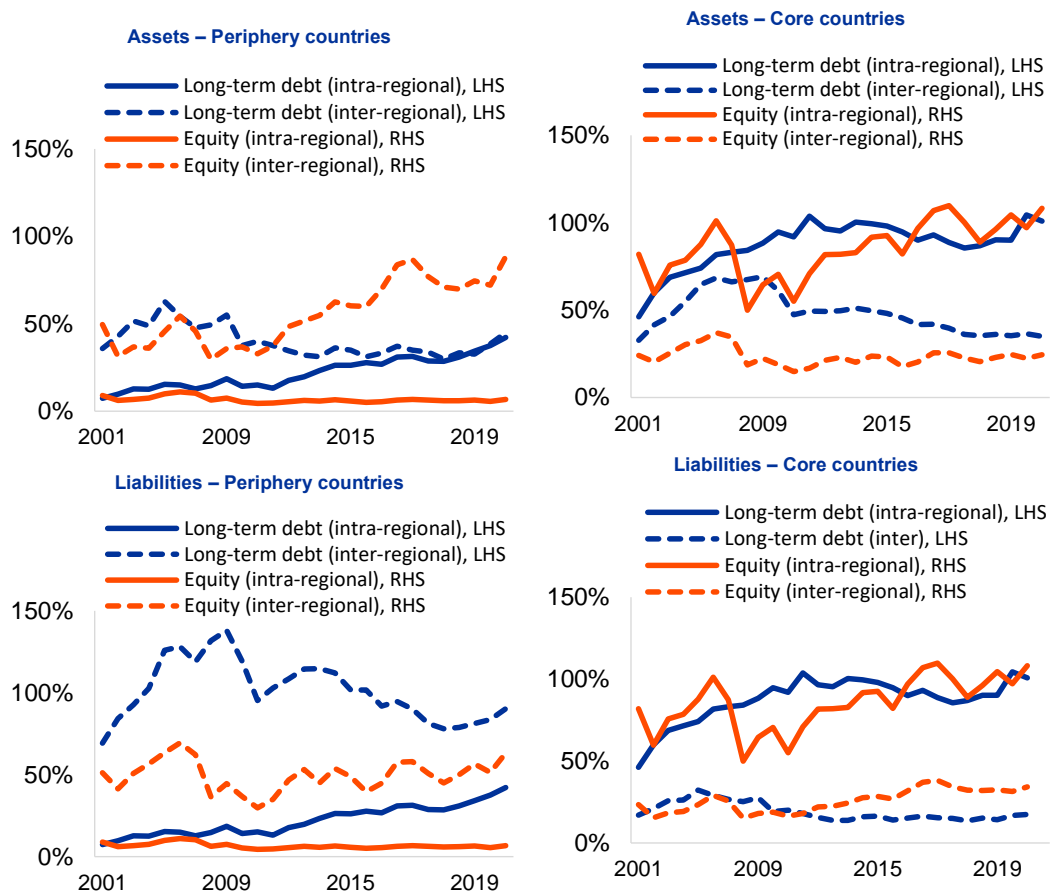 Assets – Periphery countries
Long-term debt (intra-regional), LHS
Long-term debt (inter-regional), LHS
Equity (intra-regional), RHS
Equity (inter-regional), RHS
150%
100%
50%
0%
2001 2009 2015 2019
Assets – Core countries
Long-term debt (intra-regional), LHS
Long-term debt (inter-regional), LHS
Equity (intra-regional), RHS
Equity (inter-regional), RHS
150%
100%
50%
0%
2001 2009 2015 2019
Liabilities – Periphery countries
Long-term debt (intra-regional), LHS
Long-term debt (inter-regional), LHS
Equity (intra-regional), RHS
Equity (inter-regional), RHS
150%
100%
50%
0%
2001 2009 2015 2019
Liabilities – Core countries
Long-term debt (intra-regional), LHS
Long-term debt (inter), LHS
Equity (intra-regional), RHS
Equity (inter-regional), RHS
150%
100%
50%
0%
2001 2009 2015 2019